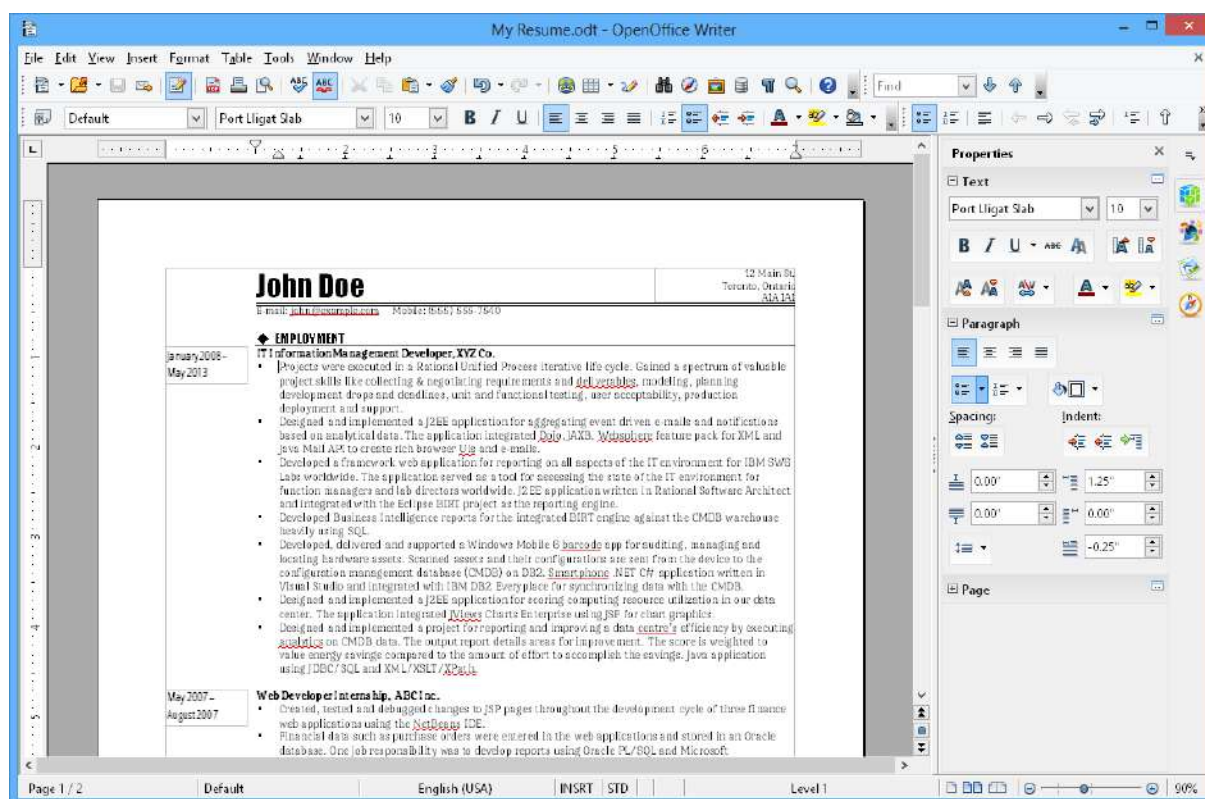 My Resume.odt - OpenOffice Writer
File Edit View Insert Format Table Tools Window Help
Find
Default Port Lligat Slab 10 B I U
Properties
Text
Port Lligat Slab 10
B I U ABC
Paragraph
Spacing: Indent:
0.00" 1.25"
0.00" 0.00"
-0.25"
Page
John Doe
12 Main St.
Toronto, Ontario
A1A 1A1
E-mail: john@example.com Mobile: (555) 555-7640
EMPLOYMENT
January 2008 –
May 2013
IT Information Management Developer, XYZ Co.
• Projects were executed in a Rational Unified Process iterative life cycle. Gained a spectrum of valuable
project skills like collecting & negotiating requirements and deliverables, modeling, planning
development drops and deadlines, unit and functional testing, user acceptability, production
deployment and support.
• Designed and implemented a J2EE application for aggregating event driven e-mails and notifications
based on analytical data. The application integrated Dojo, JAXB, Websphere feature pack for XML and
Java Mail API to create rich browser UIs and e-mails.
• Developed a framework web application for reporting on all aspects of the IT environment for IBM SWS
Labs worldwide. The application served as a tool for assessing the state of the IT environment for
function managers and lab directors worldwide. J2EE application written in Rational Software Architect
and integrated with the Eclipse BIRT project as the reporting engine.
• Developed Business Intelligence reports for the integrated BIRT engine against the CMDB warehouse
heavily using SQL.
• Developed, delivered and supported a Windows Mobile 6 barcode app for auditing, managing and
locating hardware assets. Scanned assets and their configurations are sent from the device to the
configuration management database (CMDB) on DB2. Smartphone .NET C# application written in
Visual Studio and integrated with IBM DB2 Everyplace for synchronizing data with the CMDB.
• Designed and implemented a J2EE application for scoring computing resource utilization in our data
center. The application integrated JViews Charts Enterprise using JSF for chart graphics.
• Designed and implemented a project for reporting and improving a data centre's efficiency by executing
analytics on CMDB data. The output report details areas for improvement. The score is weighted to
value energy savings compared to the amount of effort to accomplish the savings. Java application
using JDBC/SQL and XML/XSLT/XPath.
May 2007 –
August 2007
Web Developer Internship, ABC Inc.
• Created, tested and debugged changes to JSP pages throughout the development cycle of three finance
web applications using the NetBeans IDE.
• Financial data such as purchase orders were entered in the web applications and stored in an Oracle
database. One job responsibility was to develop reports using Oracle PL/SQL and Microsoft
Page 1 / 2 Default English (USA) INSRT STD Level 1 90%